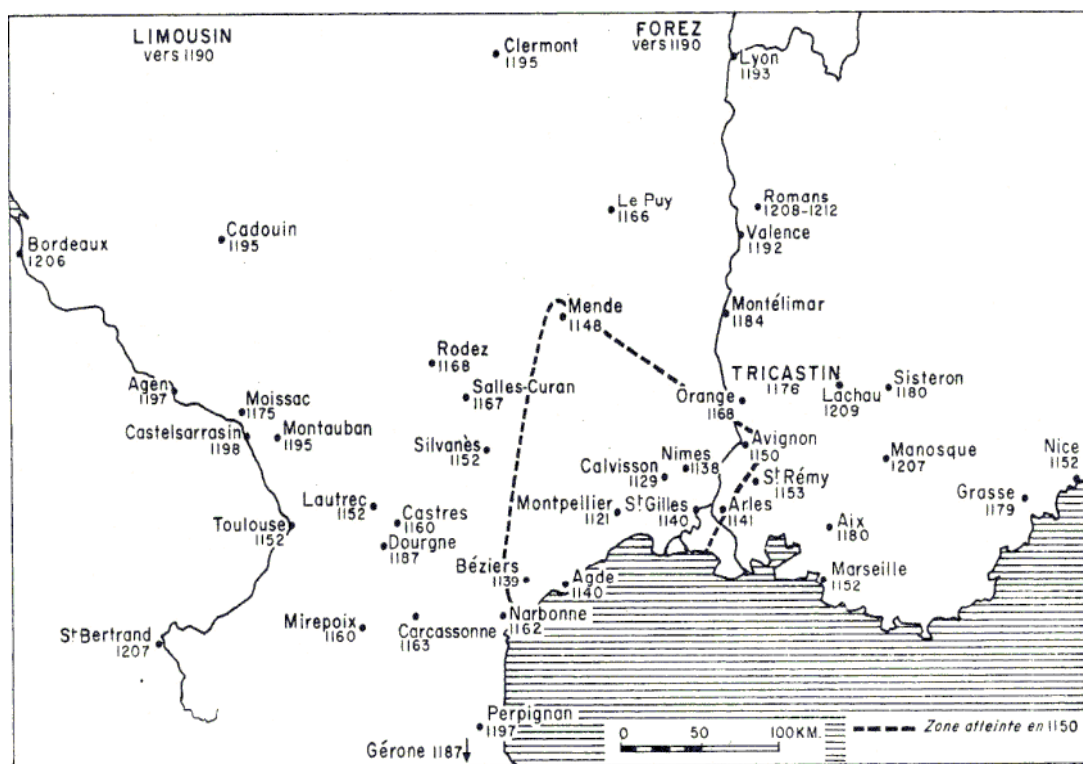 LIMOUSIN
vers 1190
Clermont
1195
FOREZ
vers 1190
Lyon
1193
Le Puy
1166
Romans
1208-1212
Valence
1192
Cadouin
1195
Bordeaux
1206
Mende
1148
Montélimar
1184
Rodez
1168
Salles-Curan
1167
TRICASTIN
1176
Orange
1168
Lachau
1209
Sisteron
1180
Agen
1197
Moissac
1175
Castelsarrasin
1198
Montauban
1195
Silvanès
1152
Avignon
1150
Nimes
1138
Calvisson
1129
Manosque
1207
Nice
1152
St Rémy
1153
Montpellier
1121
St Gilles
1140
Arles
1141
Grasse
1179
Lautrec
1152
Castres
1160
Toulouse
1152
Dourgne
1187
Aix
1180
Béziers
1139
Agde
1140
Marseille
1152
Mirepoix
1160
Carcassonne
1163
Narbonne
1162
St Bertrand
1207
Perpignan
1197
Gérone 1187
0 50 100 KM.
Zone atteinte en 1150